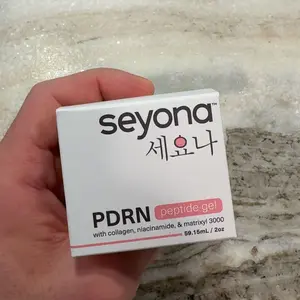 seyona™
세요나
PDRN peptide gel
with collagen, niacinamide, & matrixyl 3000
59.15mL / 2oz